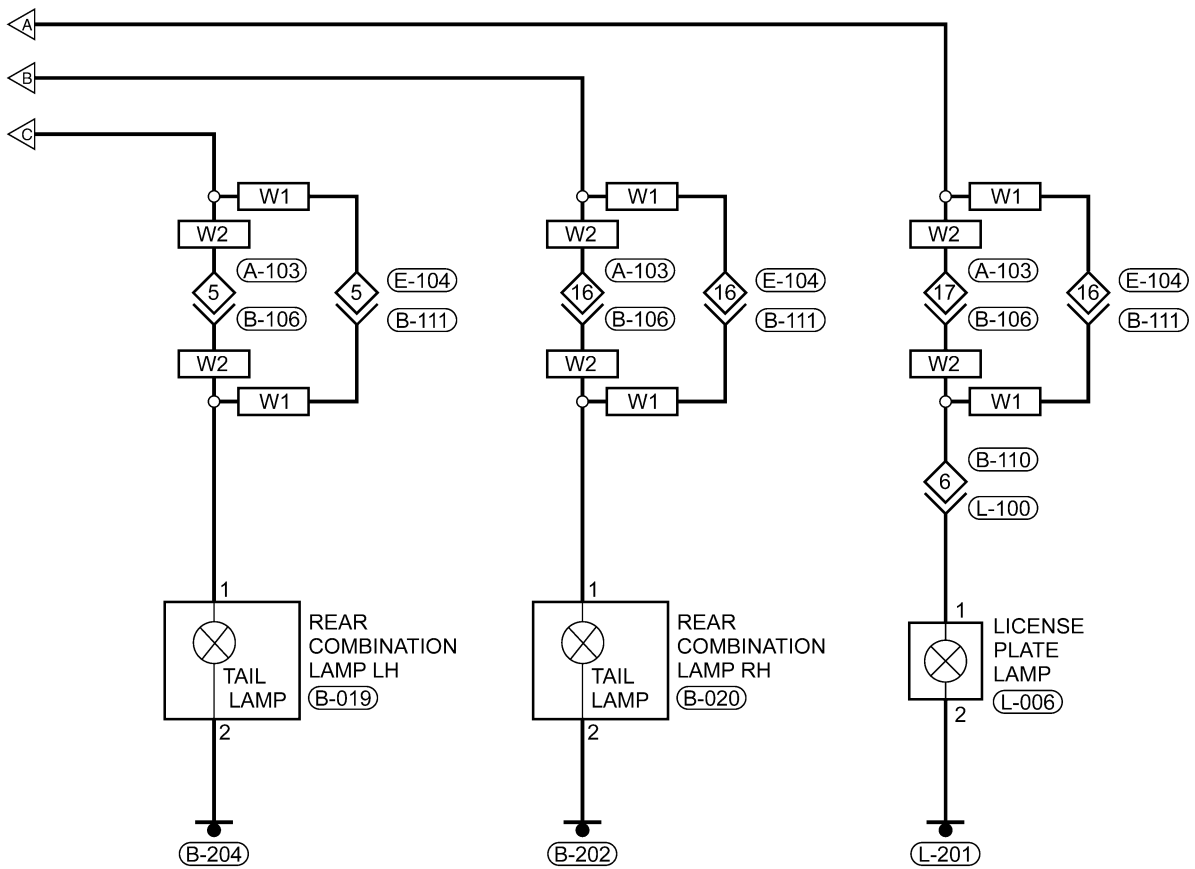 A
B
C
W1
W1
W1
W2
W2
W2
A-103
A-103
A-103
5
5
E-104
16
16
E-104
17
16
E-104
B-106
B-111
B-106
B-111
B-106
B-111
W2
W2
W2
W1
W1
W1
B-110
6
L-100
1
REAR
COMBINATION
LAMP LH
B-019
TAIL
LAMP
2
1
REAR
COMBINATION
LAMP RH
B-020
TAIL
LAMP
2
1
LICENSE
PLATE
LAMP
L-006
2
B-204
B-202
L-201